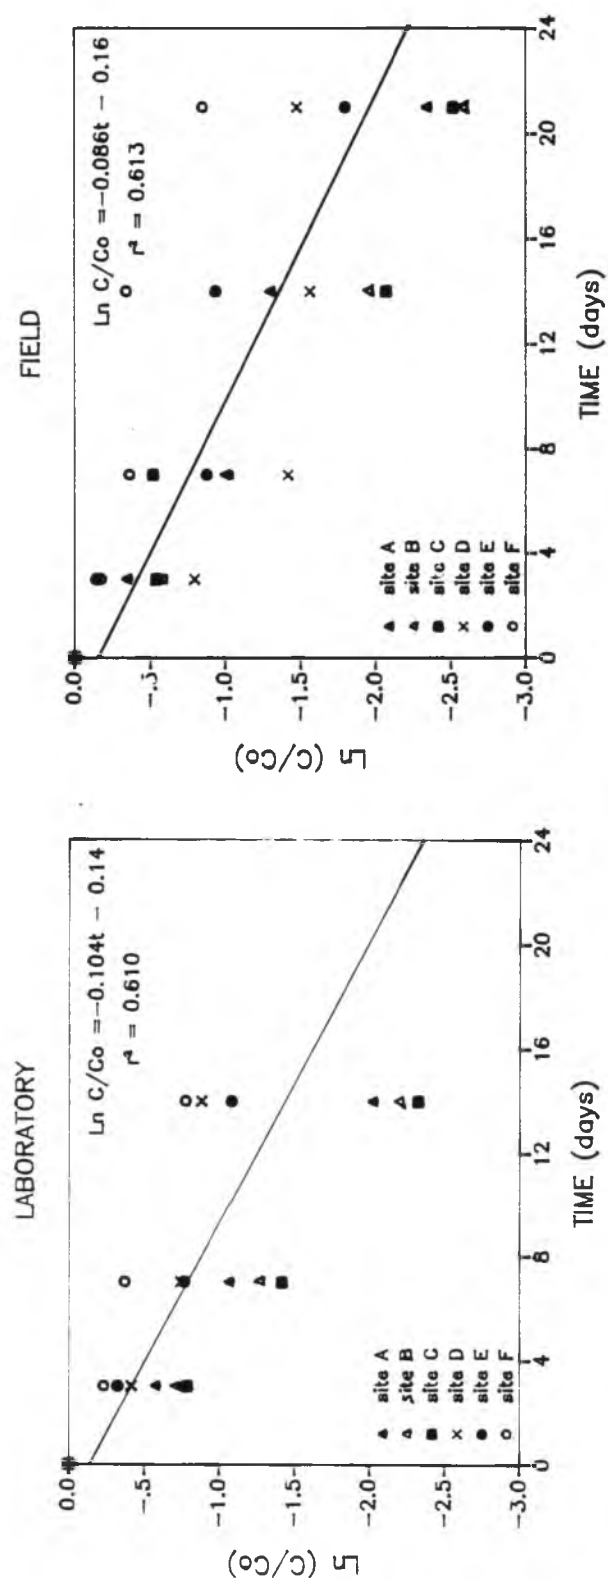 LABORATORY
Ln C/Co =-0.104t - 0.14
r² = 0.610
0.0
-.5
-1.0
-1.5
-2.0
-2.5
-3.0
Ln (C/Co)
site A
site B
site C
site D
site E
site F
0 4 8 12 16 20 24
TIME (days)
FIELD
Ln C/Co =-0.086t - 0.16
r² = 0.613
0.0
-.5
-1.0
-1.5
-2.0
-2.5
-3.0
Ln (C/Co)
site A
site B
site C
site D
site E
site F
0 4 8 12 16 20 24
TIME (days)